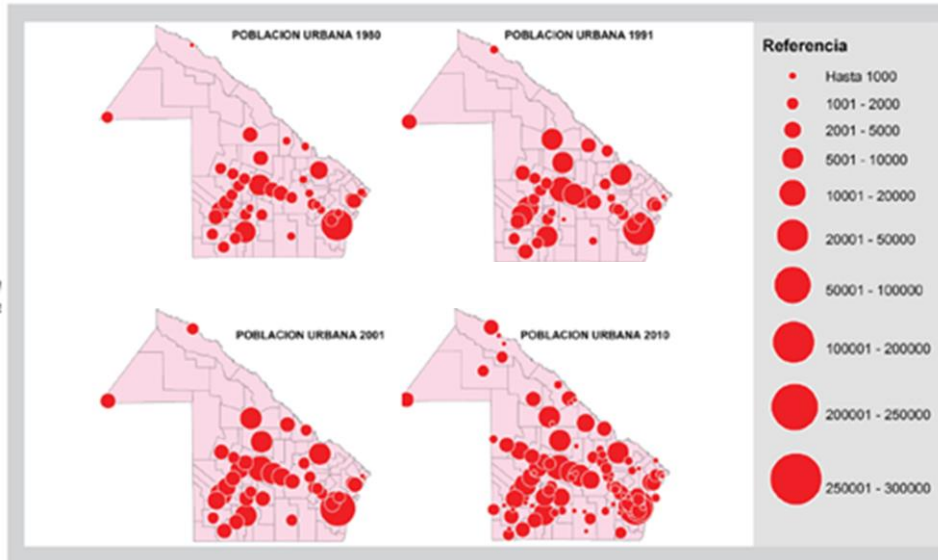 POBLACION URBANA 1980
POBLACION URBANA 1991
POBLACION URBANA 2001
POBLACION URBANA 2010
Referencia
Hasta 1000
1001 - 2000
2001 - 5000
5001 - 10000
10001 - 20000
20001 - 50000
50001 - 100000
100001 - 200000
200001 - 250000
250001 - 300000